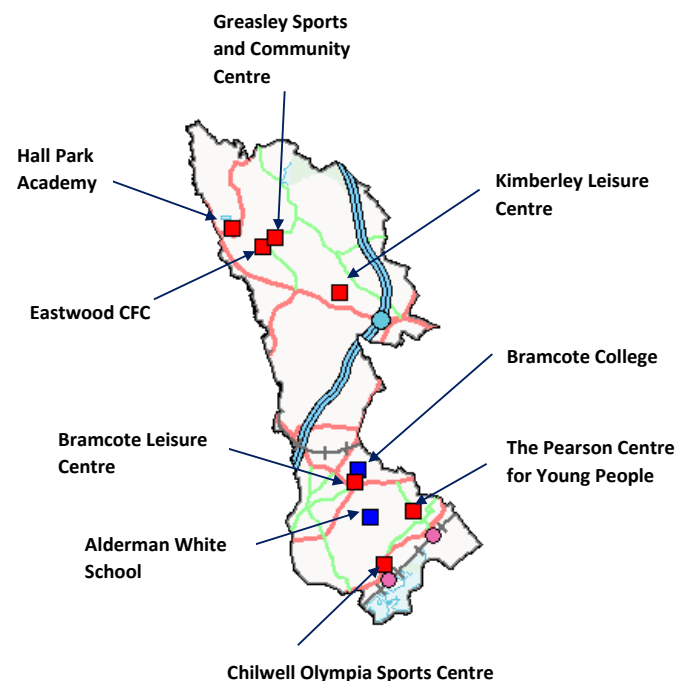 Greasley Sports
and Community
Centre
Hall Park
Academy
Kimberley Leisure
Centre
Eastwood CFC
Bramcote College
Bramcote Leisure
Centre
The Pearson Centre
for Young People
Alderman White
School
Chilwell Olympia Sports Centre